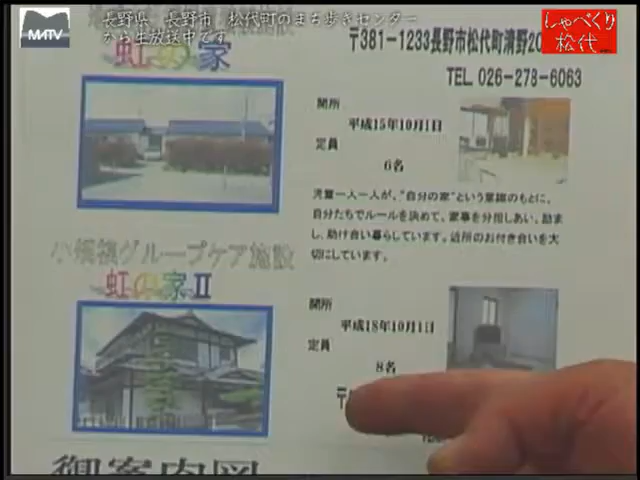 長野県、長野市、松代町のまち歩きセンター
から生放送中です
MATV
しゃべくり
松代
虹の家
〒381-1233長野市松代町清野20
TEL 026-278-6063
開所
平成15年10月1日
定員
6名
児童一人一人が、"自分の家"という意識のもとに、
自分たちでルールを決めて、家事を分担しあい、励ま
し、助け合い暮らしています。近所のお付き合いを大
切にしています。
小規模グループケア施設
虹の家Ⅱ
開所
平成18年10月1日
定員
8名
〒
御案内図